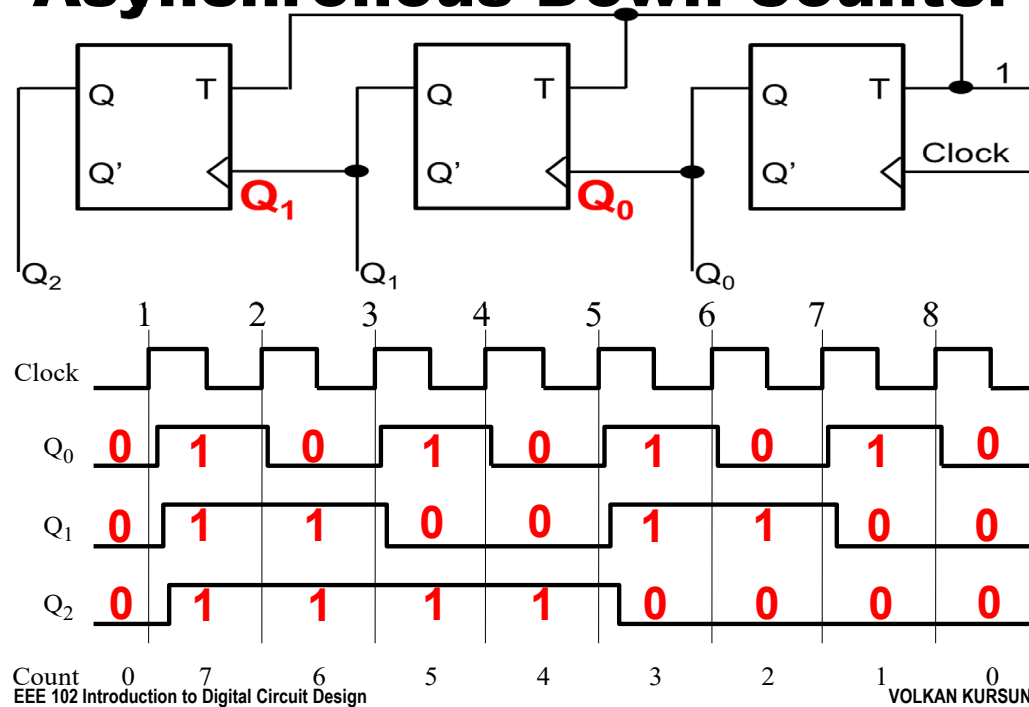 Asynchronous Down Counter
Q T Q T Q T 1
Q' Q' Q' Clock
Q₁ Q₀
Q₂ Q₁ Q₀
1 2 3 4 5 6 7 8
Clock
Q₀ 0 1 0 1 0 1 0 1 0
Q₁ 0 1 1 0 0 1 1 0 0
Q₂ 0 1 1 1 1 0 0 0 0
Count 0 7 6 5 4 3 2 1 0
EEE 102 Introduction to Digital Circuit Design VOLKAN KURSUN